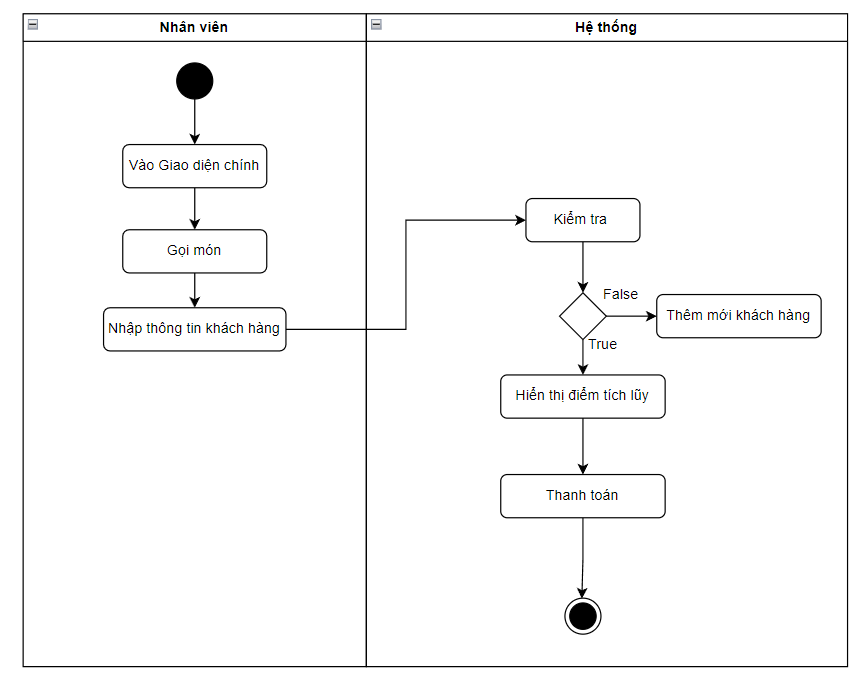 Nhân viên
Hệ thống
Vào Giao diện chính
Gọi món
Nhập thông tin khách hàng
Kiểm tra
False
Thêm mới khách hàng
True
Hiển thị điểm tích lũy
Thanh toán